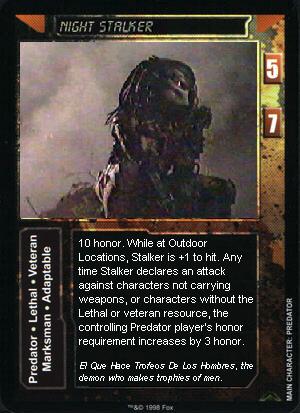 NIGHT STALKER
5
7
Predator • Lethal • Veteran
Marksman • Adaptable
10 honor. While at Outdoor
Locations, Stalker is +1 to hit. Any
time Stalker declares an attack
against characters not carrying
weapons, or characters without the
Lethal or veteran resource, the
controlling Predator player's honor
requirement increases by 3 honor.
El Que Hace Trofeos De Los Hombres, the
demon who makes trophies of men.
MAIN CHARACTER: PREDATOR
™&© 1998 Fox